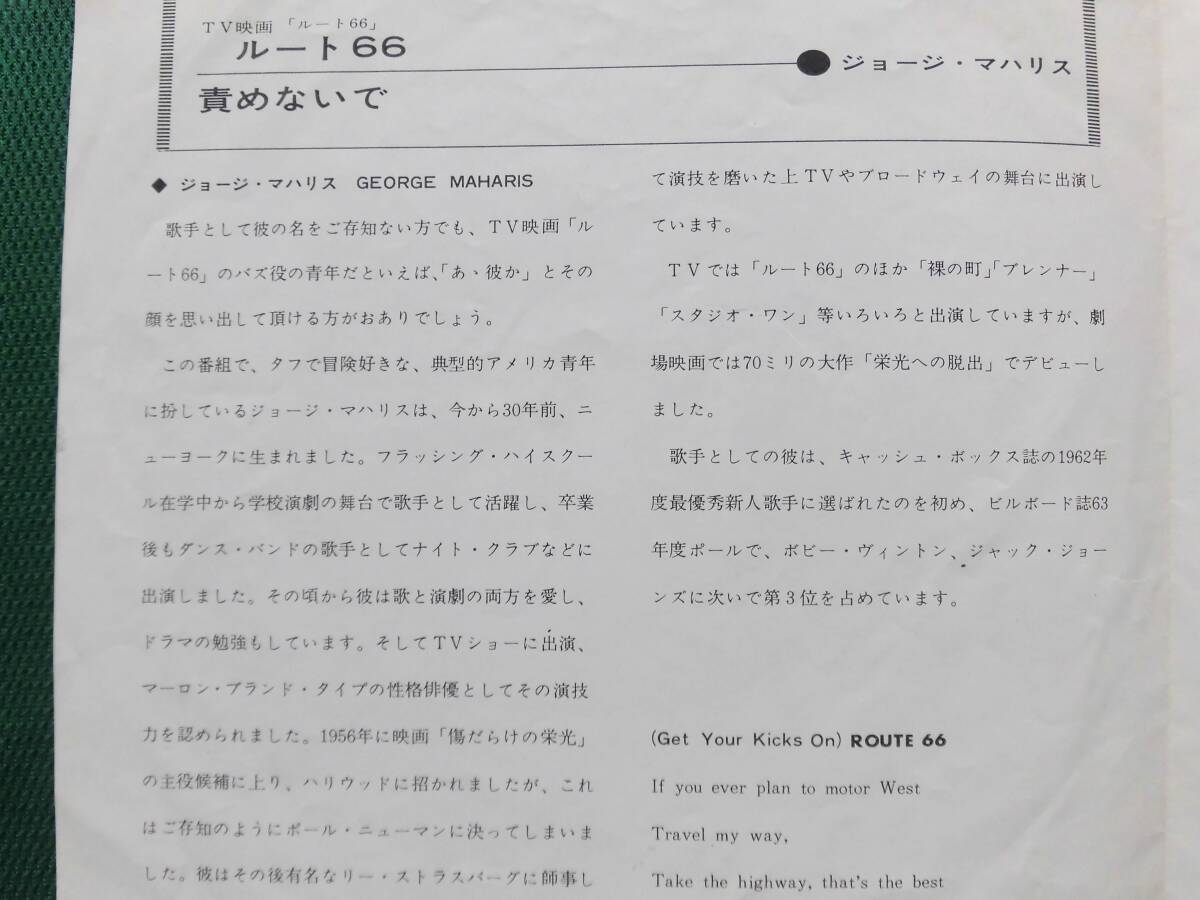 TV映画「ルート66」
ルート66
責めないで
ジョージ・マハリス
◆ ジョージ・マハリス GEORGE MAHARIS
歌手として彼の名をご存知ない方でも、TV映画「ル
ート66」のバズ役の青年だといえば、「あゝ彼か」とその
顔を思い出して頂ける方がおありでしょう。
この番組で、タフで冒険好きな、典型的アメリカ青年
に扮しているジョージ・マハリスは、今から30年前、ニ
ューヨークに生まれました。フラッシング・ハイスクー
ル在学中から学校演劇の舞台で歌手として活躍し、卒業
後もダンス・バンドの歌手としてナイト・クラブなどに
出演しました。その頃から彼は歌と演劇の両方を愛し、
ドラマの勉強もしています。そしてTVショーに出演、
マーロン・ブランド・タイプの性格俳優としてその演技
力を認められました。1956年に映画「傷だらけの栄光」
の主役候補に上り、ハリウッドに招かれましたが、これ
はご存知のようにポール・ニューマンに決ってしまいま
した。彼はその後有名なリー・ストラスバーグに師事し
て演技を磨いた上TVやブロードウェイの舞台に出演し
ています。
TVでは「ルート66」のほか「裸の町」「ブレンナー」
「スタジオ・ワン」等いろいろと出演していますが、劇
場映画では70ミリの大作「栄光への脱出」でデビューし
ました。
歌手としての彼は、キャッシュ・ボックス誌の1962年
度最優秀新人歌手に選ばれたのを初め、ビルボード誌63
年度ポールで、ボビー・ヴィントン、ジャック・ジョー
ンズに次いで第3位を占めています。
(Get Your Kicks On) ROUTE 66
If you ever plan to motor West
Travel my way,
Take the highway, that's the best